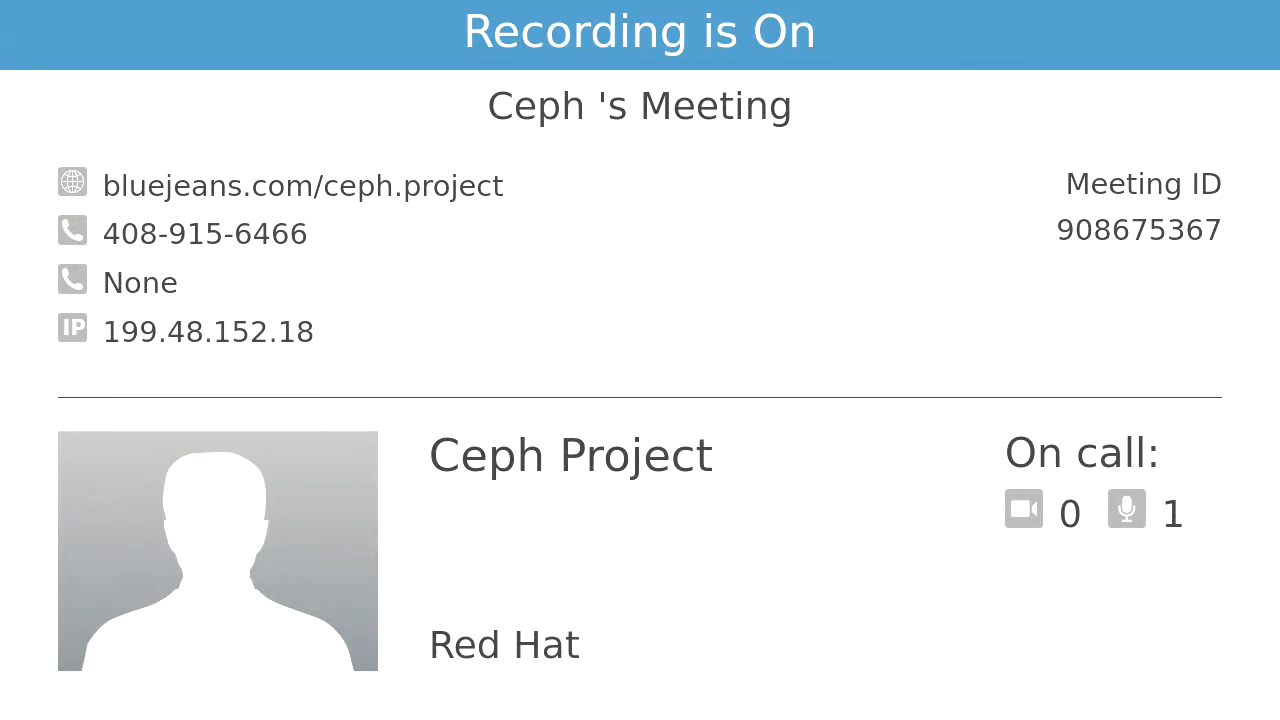 Recording is On
Ceph 's Meeting
bluejeans.com/ceph.project
408-915-6466
None
IP 199.48.152.18
Meeting ID
908675367
Ceph Project
Red Hat
On call:
0 1